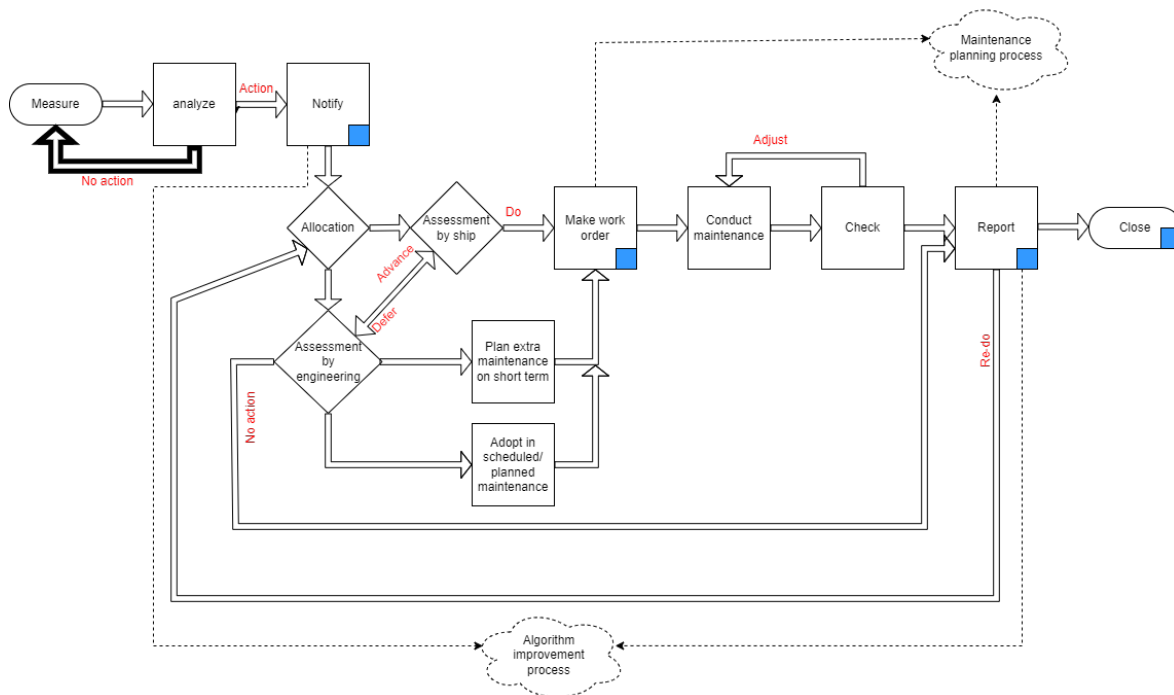 Maintenance
planning process
Measure
analyze
Action
Notify
No action
Allocation
Assessment
by ship
Do
Make work
order
Adjust
Conduct
maintenance
Check
Report
Close
Advance
Defer
Assessment
by
engineering
Plan extra
maintenance
on short term
Re-do
No action
Adopt in
scheduled/
planned
maintenance
Algorithm
improvement
process